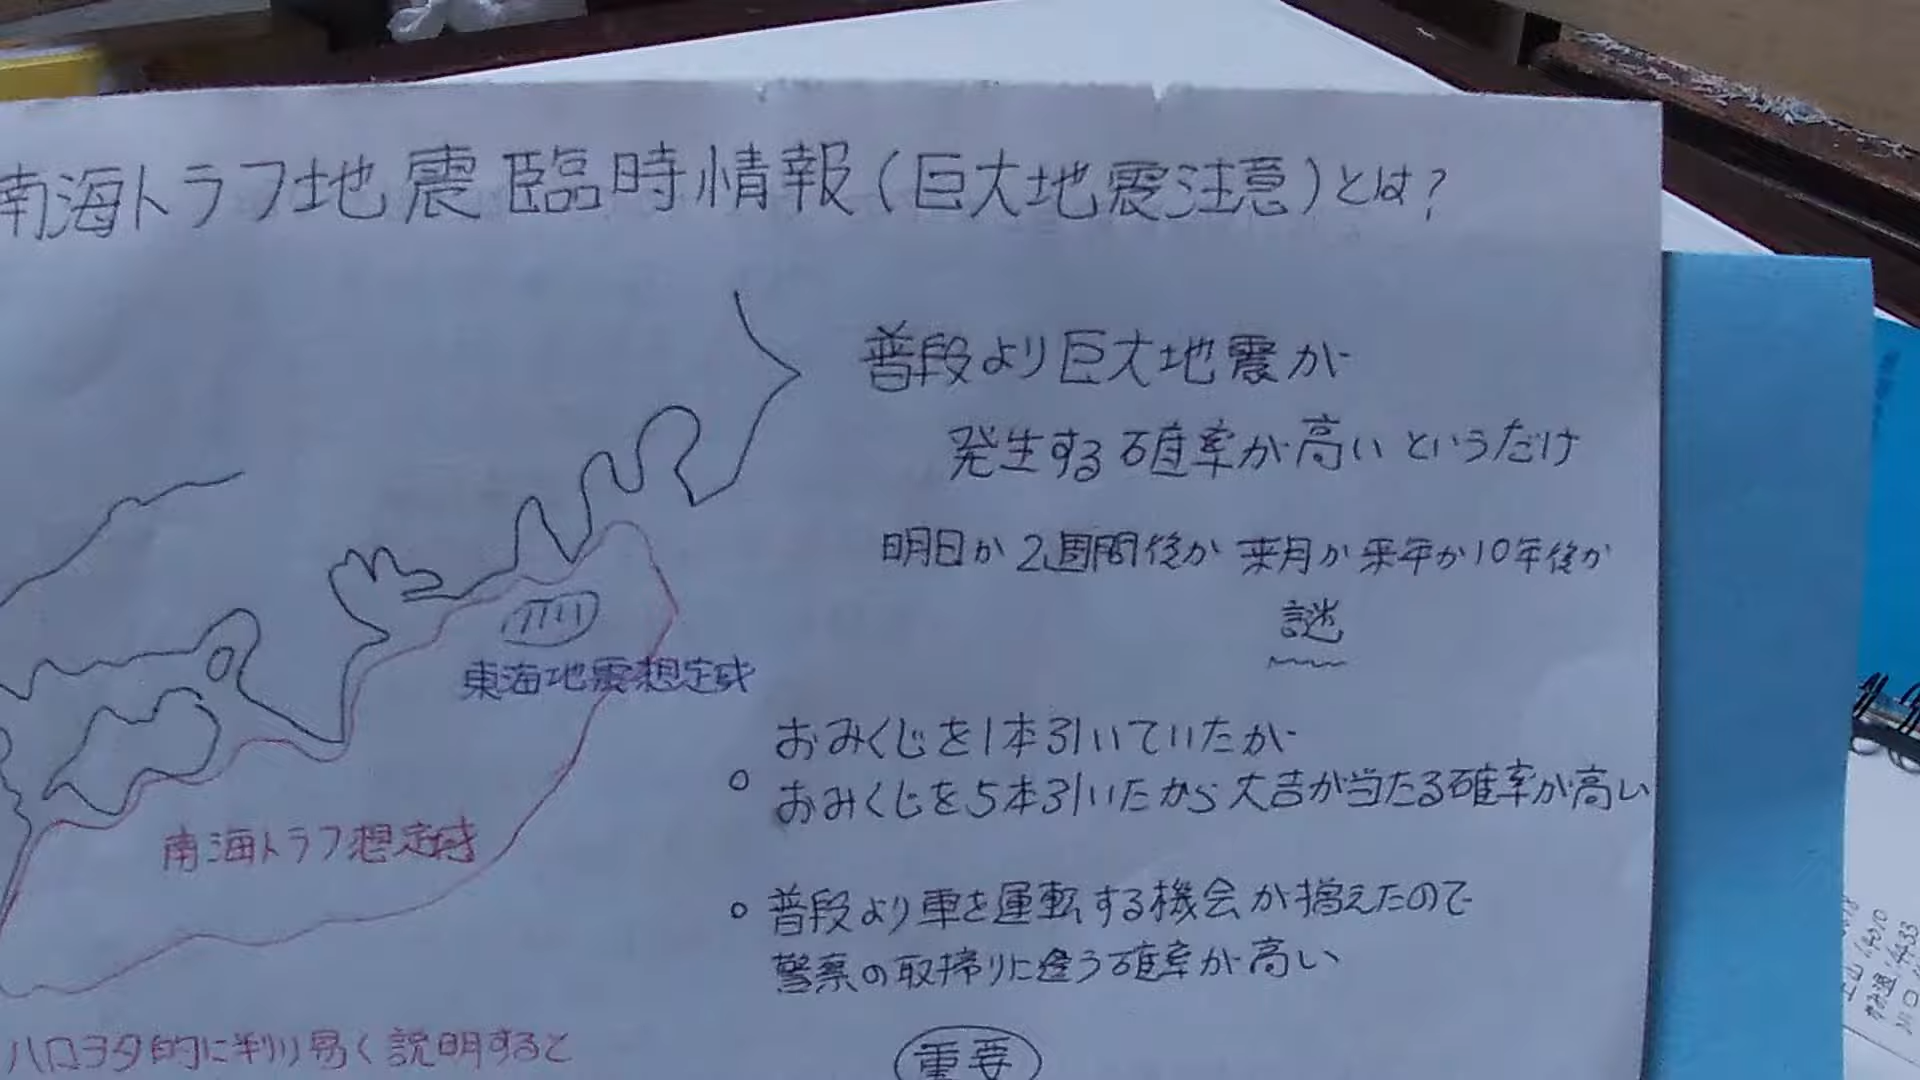 南海トラフ地震臨時情報(巨大地震注意)とは?
普段より巨大地震が
発生する確率が高いというだけ
明日か2週間後か来月か来年か10年後か
謎
東海地震想定域
南海トラフ想定域
おみくじを1本引いていたが
おみくじを5本引いたから大吉が当たる確率が高い
普段より車を運転する機会が増えたので
警察の取締りに逢う確率が高い
ハロヲタ的に判り易く説明すると
重要